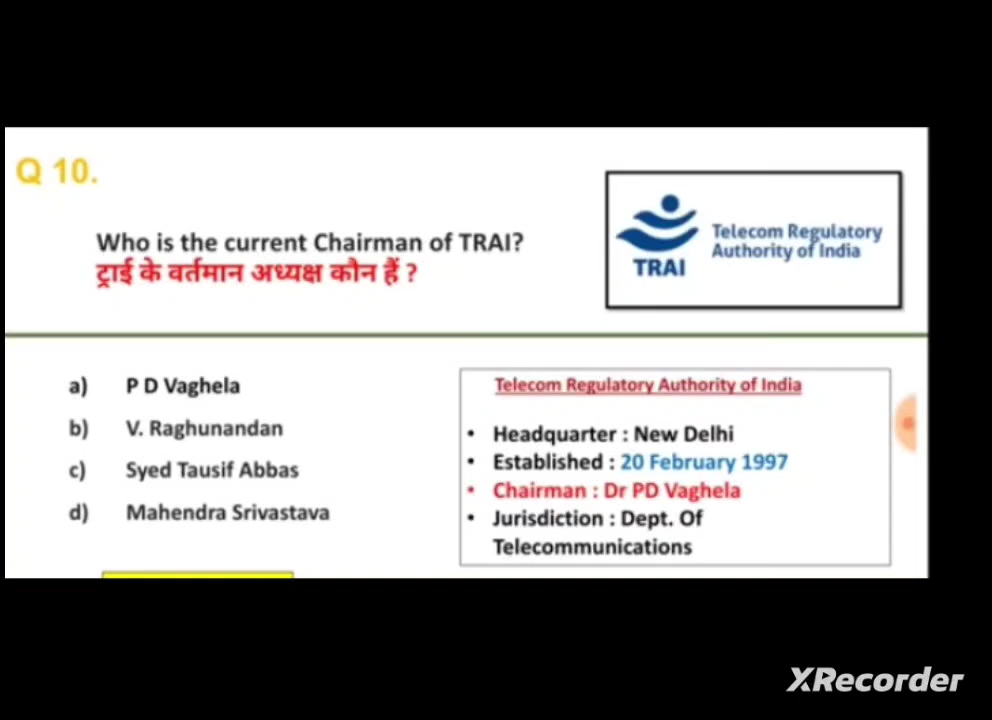 Q 10.
Who is the current Chairman of TRAI?
ट्राई के वर्तमान अध्यक्ष कौन हैं ?
TRAI
Telecom Regulatory
Authority of India
a) P D Vaghela
b) V. Raghunandan
c) Syed Tausif Abbas
d) Mahendra Srivastava
Telecom Regulatory Authority of India
• Headquarter : New Delhi
• Established : 20 February 1997
• Chairman : Dr PD Vaghela
• Jurisdiction : Dept. Of
Telecommunications
XRecorder